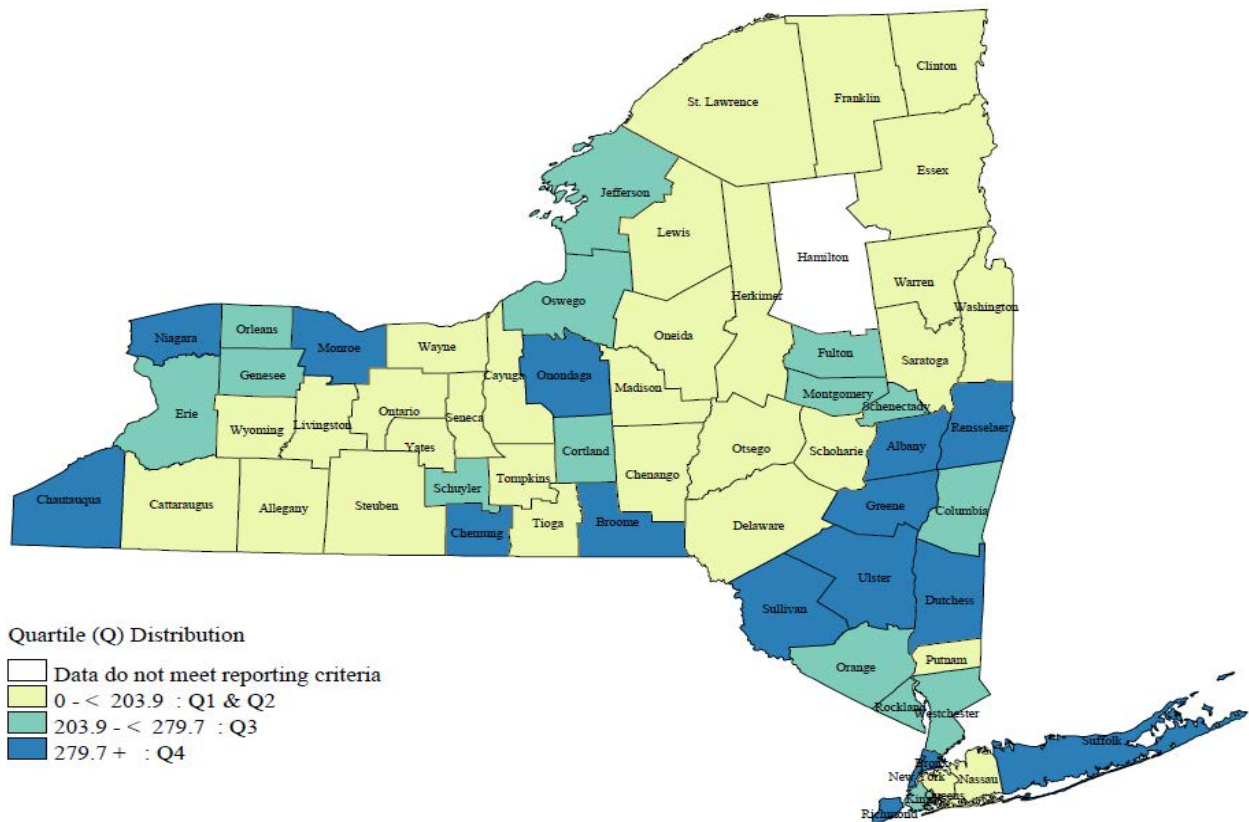 Clinton
Franklin
St. Lawrence
Essex
Jefferson
Lewis
Hamilton
Warren
Herkimer
Washington
Oswego
Oneida
Orleans
Niagara
Monroe
Wayne
Fulton
Saratoga
Genesee
Cayuga
Onondaga
Madison
Montgomery
Schenectady
Erie
Ontario
Seneca
Wyoming
Livingston
Rensselaer
Yates
Cortland
Otsego
Albany
Schoharie
Chenango
Tompkins
Schuyler
Chautauqua
Cattaraugus
Allegany
Steuben
Greene
Columbia
Broome
Tioga
Delaware
Chemung
Ulster
Dutchess
Sullivan
Putnam
Orange
Rockland
Westchester
Suffolk
Bronx
New York
Nassau
Queens
Kings
Richmond
Quartile (Q) Distribution
Data do not meet reporting criteria
0 - < 203.9 : Q1 & Q2
203.9 - < 279.7 : Q3
279.7 + : Q4